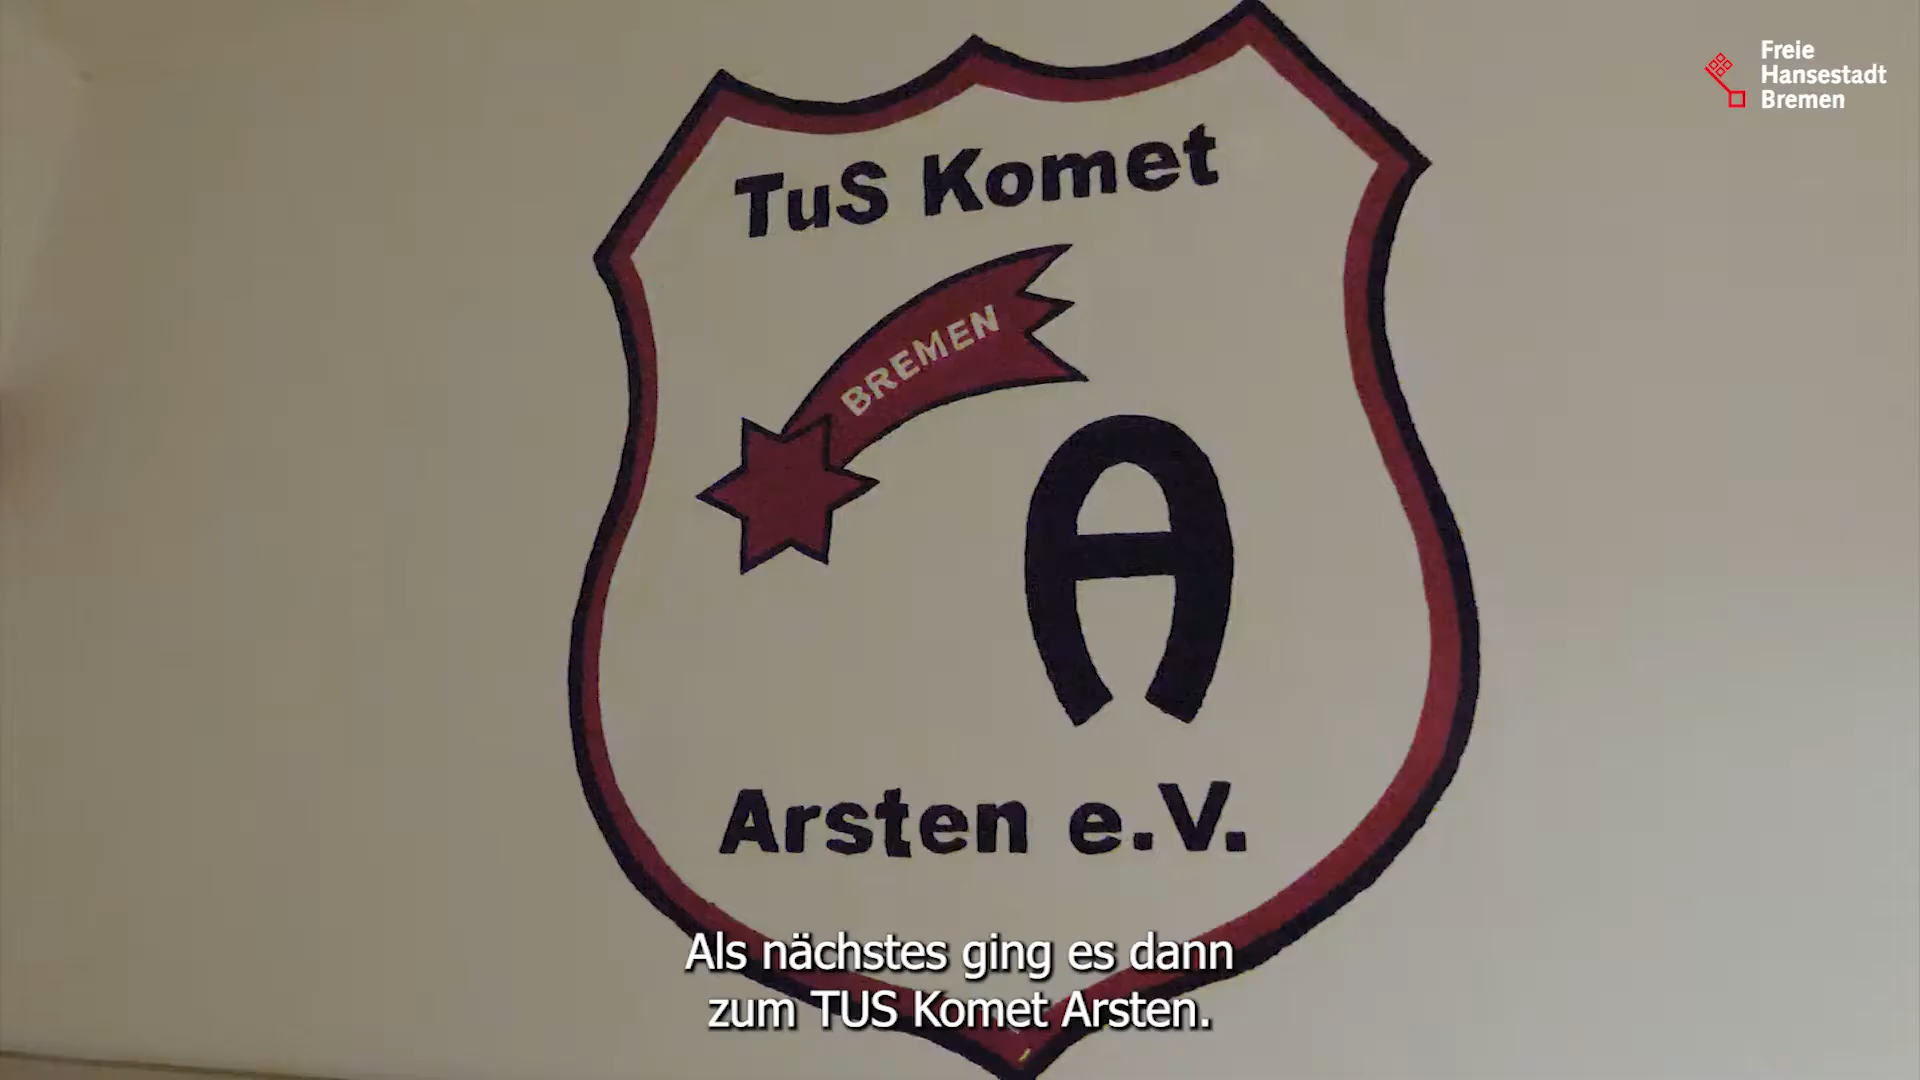 Freie
Hansestadt
Bremen
TuS Komet
BREMEN
A
Arsten e.V.
Als nächstes ging es dann
zum TUS Komet Arsten.